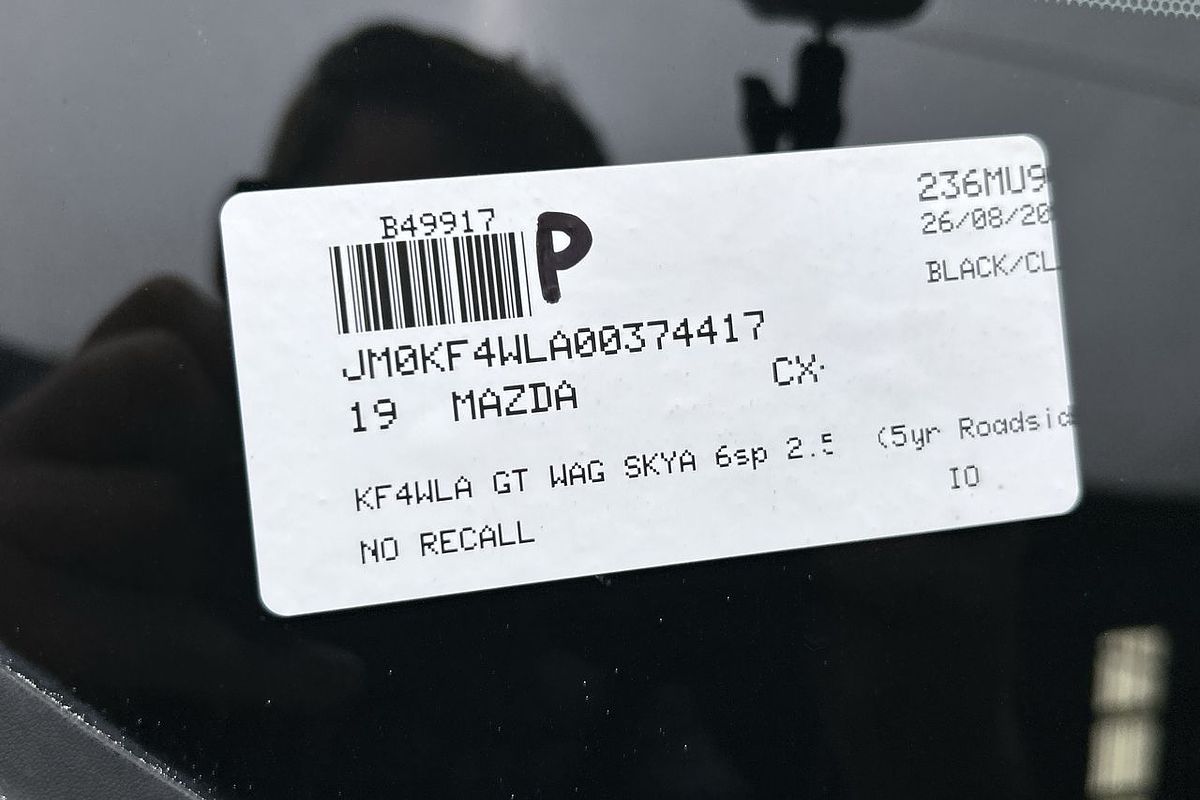 B49917
P
236MU9
26/08/20
BLACK/CL
JM0KF4WLA00374417
19 MAZDA CX-
KF4WLA GT WAG SKYA 6sp 2.5 (5yr Roadsid
IO
NO RECALL